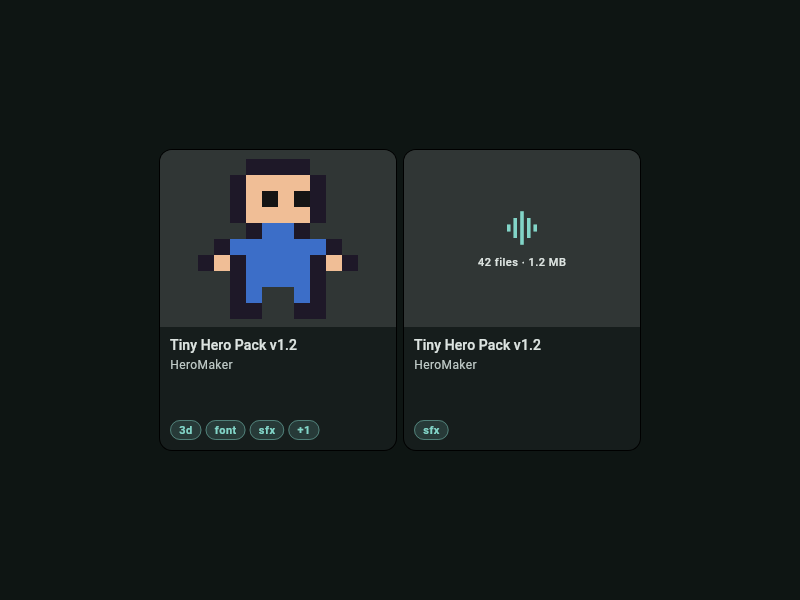 42 files · 1.2 MB
Tiny Hero Pack v1.2
HeroMaker
3d font sfx +1
Tiny Hero Pack v1.2
HeroMaker
sfx